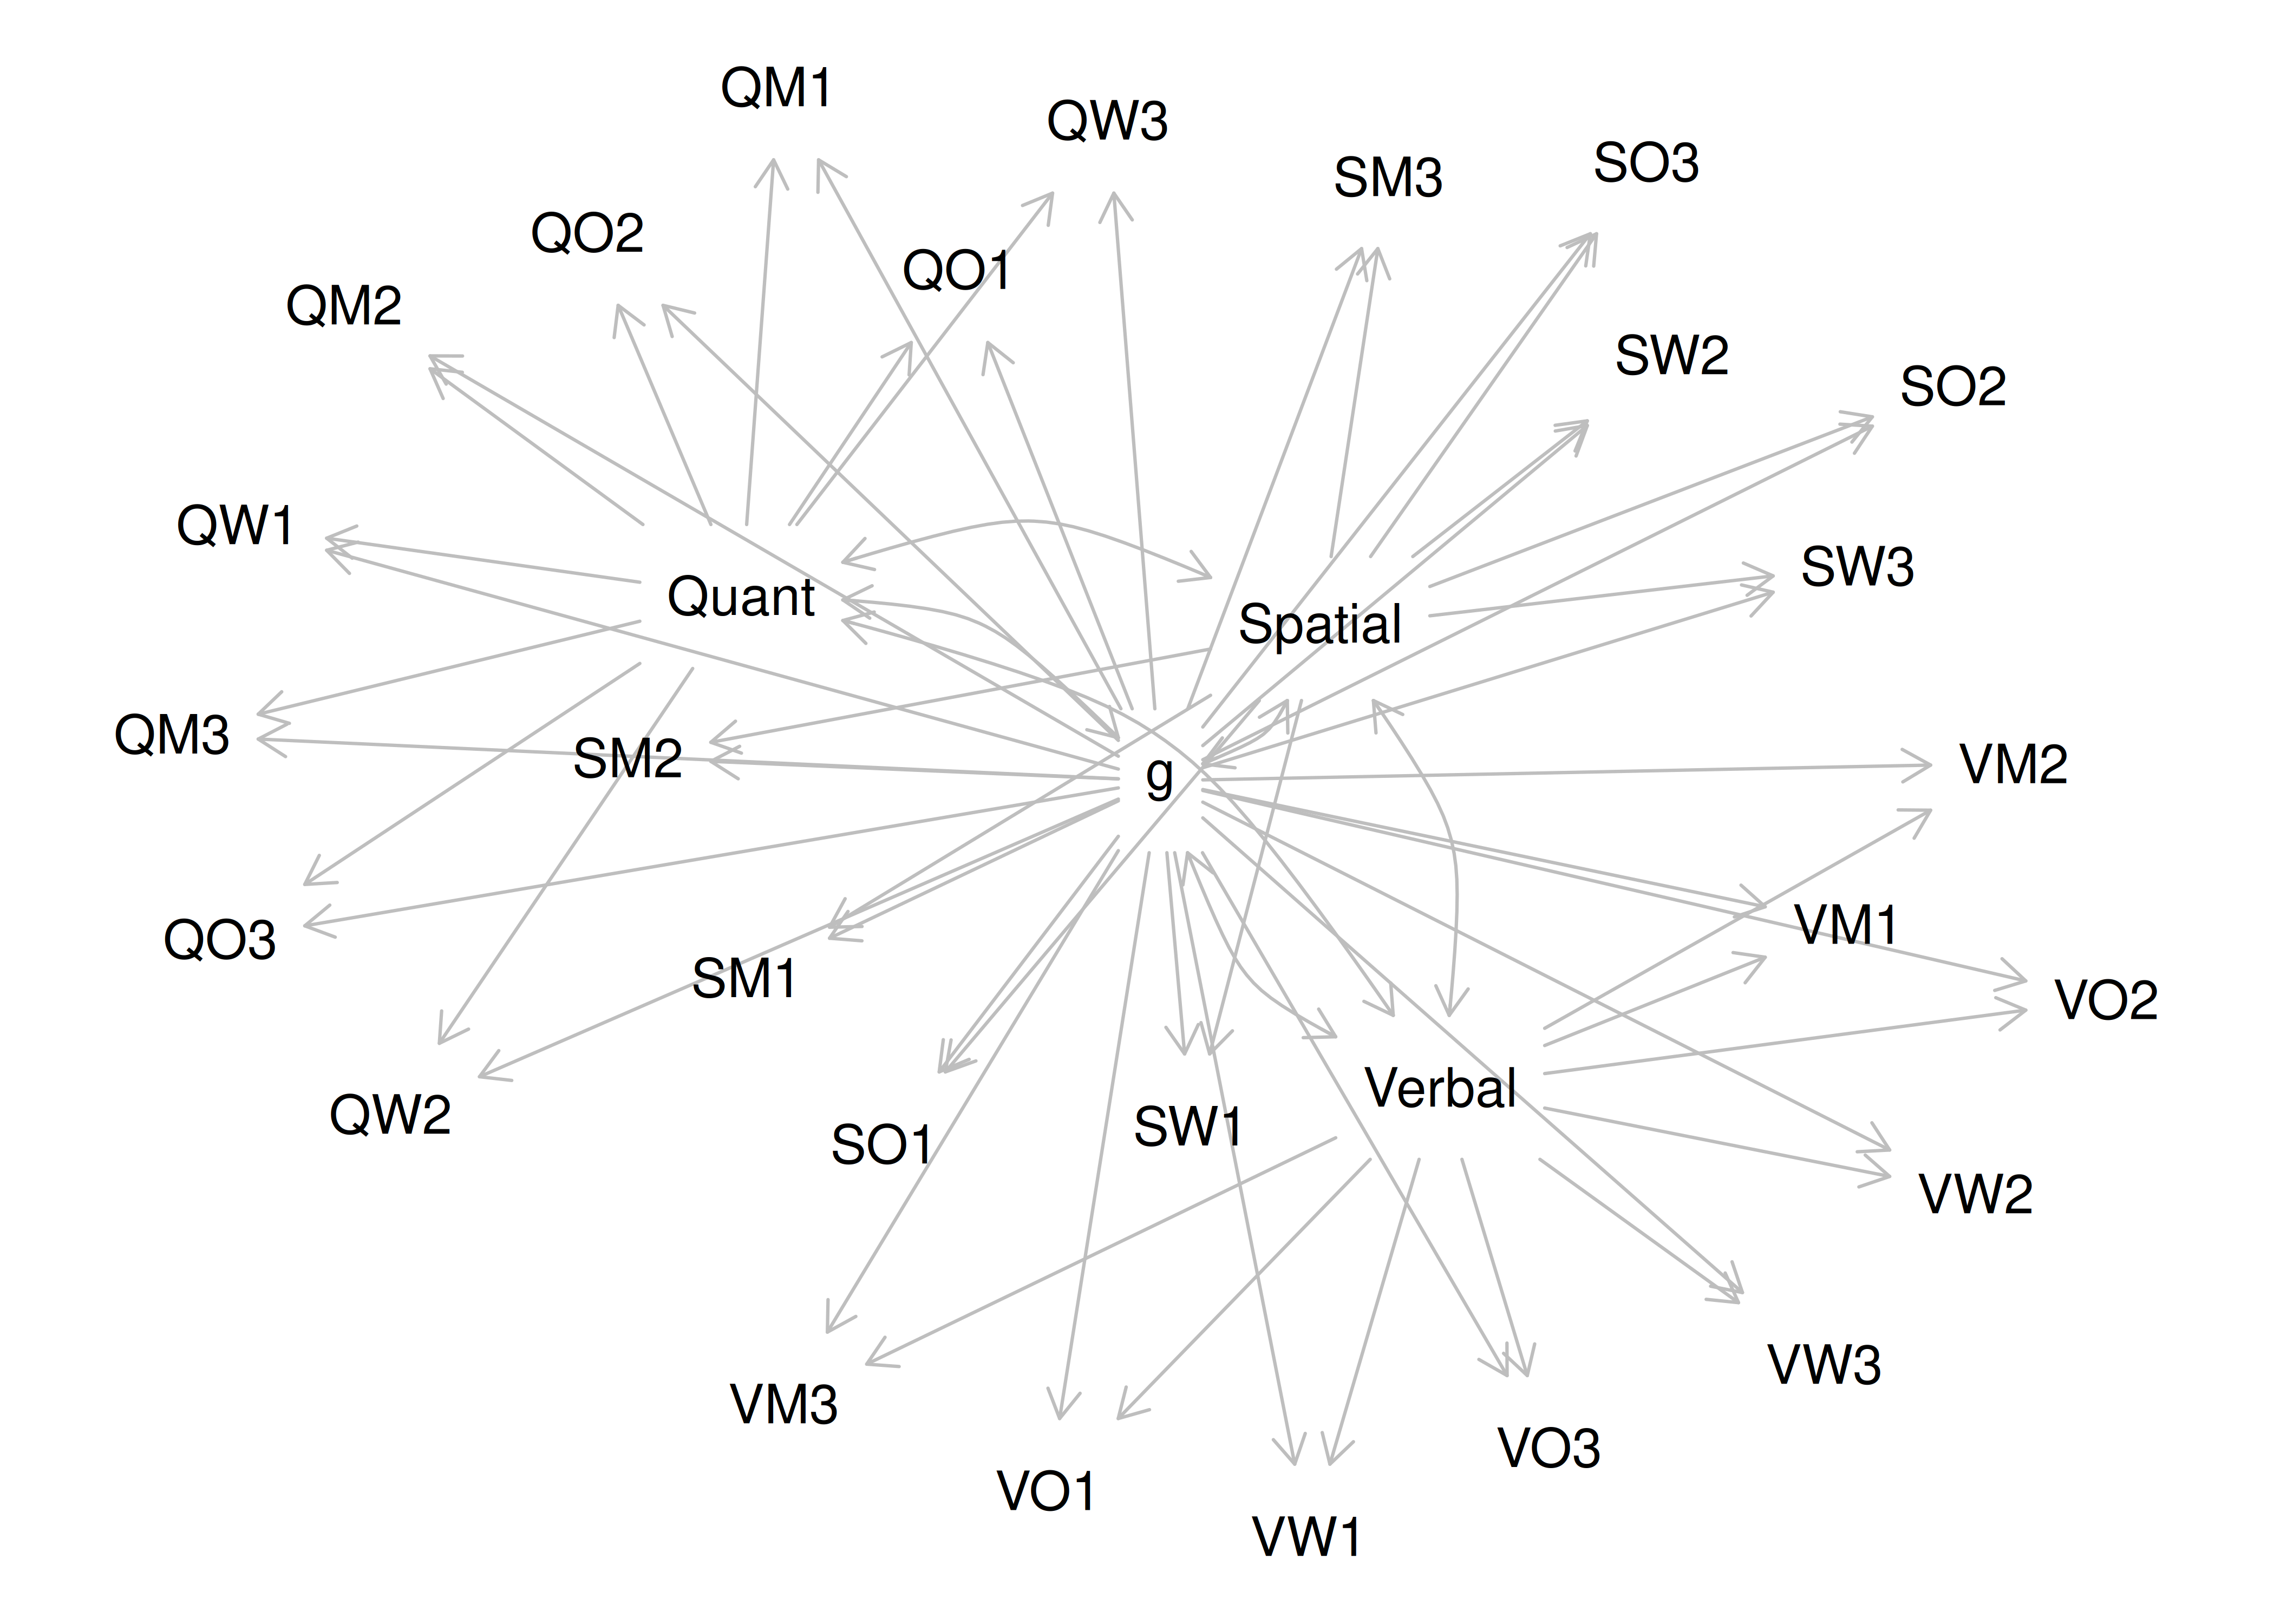 QM1
QW3
SM3
SO3
QO2
QO1
QM2
SW2
SO2
QW1
SW3
Quant
Spatial
QM3
SM2
g
VM2
VM1
QO3
SM1
VO2
Verbal
QW2
SW1
SO1
VW2
VW3
VM3
VO3
VO1
VW1